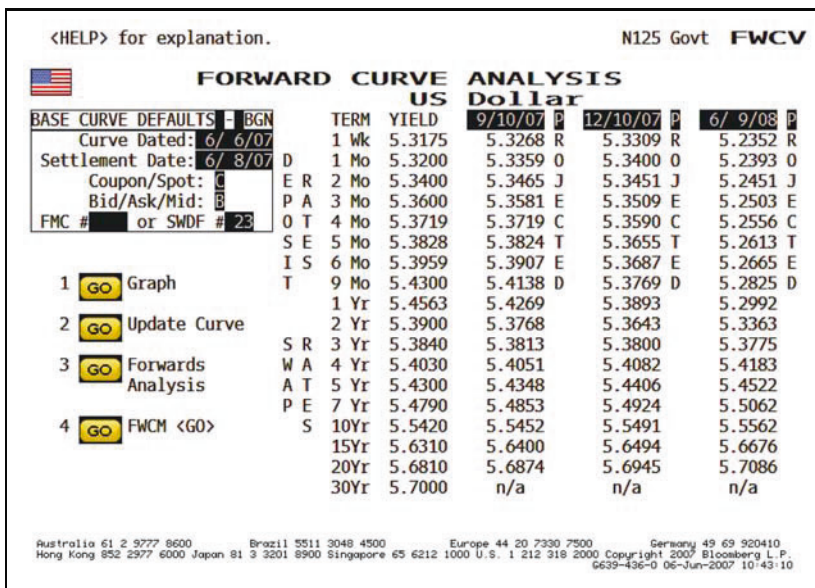 <HELP> for explanation. N125 Govt FWCV
FORWARD CURVE ANALYSIS
US Dollar
BASE CURVE DEFAULTS - BGN TERM YIELD 9/10/07 P 12/10/07 P 6/ 9/08 P
Curve Dated: 6/ 6/07 1 Wk 5.3175 5.3268 R 5.3309 R 5.2352 R
Settlement Date: 6/ 8/07 D 1 Mo 5.3200 5.3359 O 5.3400 O 5.2393 O
Coupon/Spot: C E R 2 Mo 5.3400 5.3465 J 5.3451 J 5.2451 J
Bid/Ask/Mid: B P A 3 Mo 5.3600 5.3581 E 5.3509 E 5.2503 E
FMC # or SWDF # 23 O T 4 Mo 5.3719 5.3719 C 5.3590 C 5.2556 C
S E 5 Mo 5.3828 5.3824 T 5.3655 T 5.2613 T
I S 6 Mo 5.3959 5.3907 E 5.3687 E 5.2665 E
1 GO Graph T 9 Mo 5.4300 5.4138 D 5.3769 D 5.2825 D
1 Yr 5.4563 5.4269 5.3893 5.2992
2 GO Update Curve 2 Yr 5.3900 5.3768 5.3643 5.3363
S R 3 Yr 5.3840 5.3813 5.3800 5.3775
3 GO Forwards W A 4 Yr 5.4030 5.4051 5.4082 5.4183
Analysis A T 5 Yr 5.4300 5.4348 5.4406 5.4522
P E 7 Yr 5.4790 5.4853 5.4924 5.5062
4 GO FWCM <GO> S 10Yr 5.5420 5.5452 5.5491 5.5562
15Yr 5.6310 5.6400 5.6494 5.6676
20Yr 5.6810 5.6874 5.6945 5.7086
30Yr 5.7000 n/a n/a n/a
Australia 61 2 9777 8600 Brazil 5511 3048 4500 Europe 44 20 7330 7500 Germany 49 69 920410
Hong Kong 852 2977 6000 Japan 81 3 3201 8900 Singapore 65 6212 1000 U.S. 1 212 318 2000 Copyright 2007 Bloomberg L.P.
G639-436-0 06-Jun-2007 10:43:10